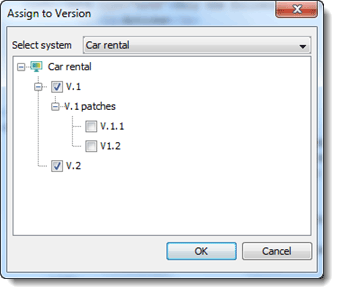 Assign to Version
Select system Car rental
Car rental
V.1
V.1 patches
V.1.1
V1.2
V.2
OK Cancel